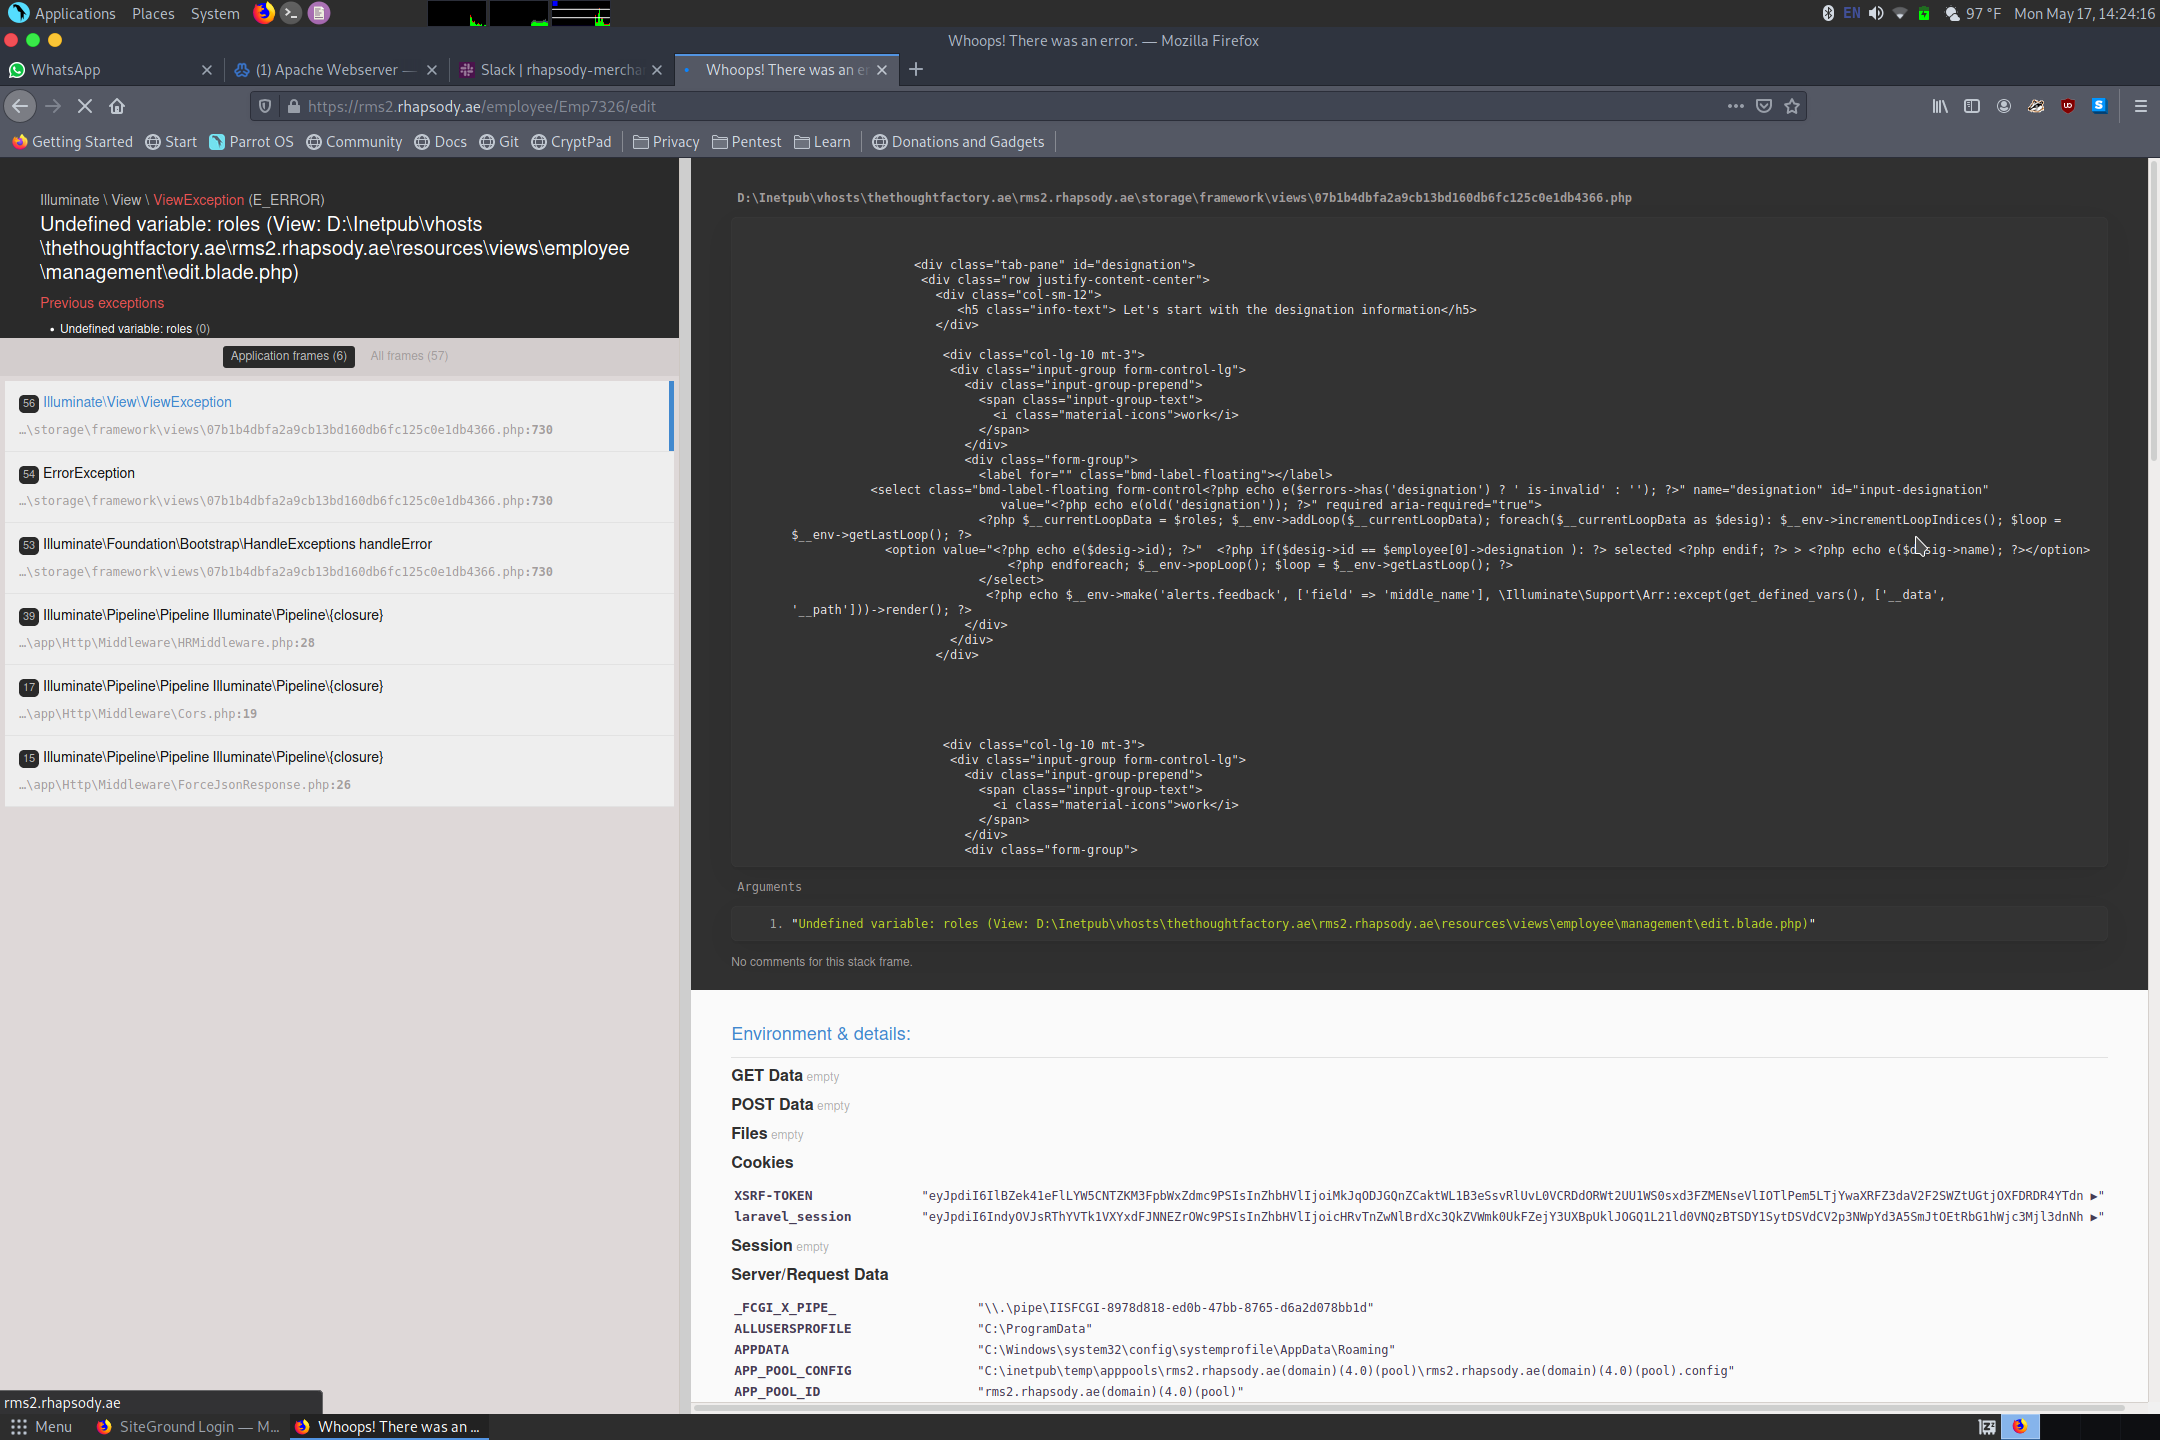 Applications Places System
EN 97 °F Mon May 17, 14:24:16
Whoops! There was an error. — Mozilla Firefox
WhatsApp
(1) Apache Webserver —
Slack | rhapsody-mercha
Whoops! There was an er
https://rms2.rhapsody.ae/employee/Emp7326/edit
Getting Started Start Parrot OS Community Docs Git CryptPad Privacy Pentest Learn Donations and Gadgets
Illuminate \ View \ ViewException (E_ERROR)
Undefined variable: roles (View: D:\Inetpub\vhosts
\thethoughtfactory.ae\rms2.rhapsody.ae\resources\views\employee
\management\edit.blade.php)
Previous exceptions
• Undefined variable: roles (0)
Application frames (6) All frames (57)
56 Illuminate\View\ViewException
…\storage\framework\views\07b1b4dbfa2a9cb13bd160db6fc125c0e1db4366.php:730
54 ErrorException
…\storage\framework\views\07b1b4dbfa2a9cb13bd160db6fc125c0e1db4366.php:730
53 Illuminate\Foundation\Bootstrap\HandleExceptions handleError
…\storage\framework\views\07b1b4dbfa2a9cb13bd160db6fc125c0e1db4366.php:730
39 Illuminate\Pipeline\Pipeline Illuminate\Pipeline\{closure}
…\app\Http\Middleware\HRMiddleware.php:28
17 Illuminate\Pipeline\Pipeline Illuminate\Pipeline\{closure}
…\app\Http\Middleware\Cors.php:19
15 Illuminate\Pipeline\Pipeline Illuminate\Pipeline\{closure}
…\app\Http\Middleware\ForceJsonResponse.php:26
D:\Inetpub\vhosts\thethoughtfactory.ae\rms2.rhapsody.ae\storage\framework\views\07b1b4dbfa2a9cb13bd160db6fc125c0e1db4366.php
<div class="tab-pane" id="designation">
<div class="row justify-content-center">
<div class="col-sm-12">
<h5 class="info-text"> Let's start with the designation information</h5>
</div>
<div class="col-lg-10 mt-3">
<div class="input-group form-control-lg">
<div class="input-group-prepend">
<span class="input-group-text">
<i class="material-icons">work</i>
</span>
</div>
<div class="form-group">
<label for="" class="bmd-label-floating"></label>
<select class="bmd-label-floating form-control<?php echo e($errors->has('designation') ? ' is-invalid' : ''); ?>" name="designation" id="input-designation"
value="<?php echo e(old('designation')); ?>" required aria-required="true">
<?php $__currentLoopData = $roles; $__env->addLoop($__currentLoopData); foreach($__currentLoopData as $desig): $__env->incrementLoopIndices(); $loop =
$__env->getLastLoop(); ?>
<option value="<?php echo e($desig->id); ?>"  <?php if($desig->id == $employee[0]->designation ): ?> selected <?php endif; ?> > <?php echo e($desig->name); ?></option>
<?php endforeach; $__env->popLoop(); $loop = $__env->getLastLoop(); ?>
</select>
<?php echo $__env->make('alerts.feedback', ['field' => 'middle_name'], \Illuminate\Support\Arr::except(get_defined_vars(), ['__data',
'__path']))->render(); ?>
</div>
</div>
</div>
<div class="col-lg-10 mt-3">
<div class="input-group form-control-lg">
<div class="input-group-prepend">
<span class="input-group-text">
<i class="material-icons">work</i>
</span>
</div>
<div class="form-group">
Arguments
1. "Undefined variable: roles (View: D:\Inetpub\vhosts\thethoughtfactory.ae\rms2.rhapsody.ae\resources\views\employee\management\edit.blade.php)"
No comments for this stack frame.
Environment & details:
GET Data empty
POST Data empty
Files empty
Cookies
XSRF-TOKEN
laravel_session
Session empty
Server/Request Data
_FCGI_X_PIPE_ "\\.\pipe\IISFCGI-8978d818-ed0b-47bb-8765-d6a2d078bb1d"
ALLUSERSPROFILE "C:\ProgramData"
APPDATA "C:\Windows\system32\config\systemprofile\AppData\Roaming"
APP_POOL_CONFIG "C:\inetpub\temp\apppools\rms2.rhapsody.ae(domain)(4.0)(pool)\rms2.rhapsody.ae(domain)(4.0)(pool).config"
APP_POOL_ID "rms2.rhapsody.ae(domain)(4.0)(pool)"
rms2.rhapsody.ae
Menu SiteGround Login — M... Whoops! There was an ...